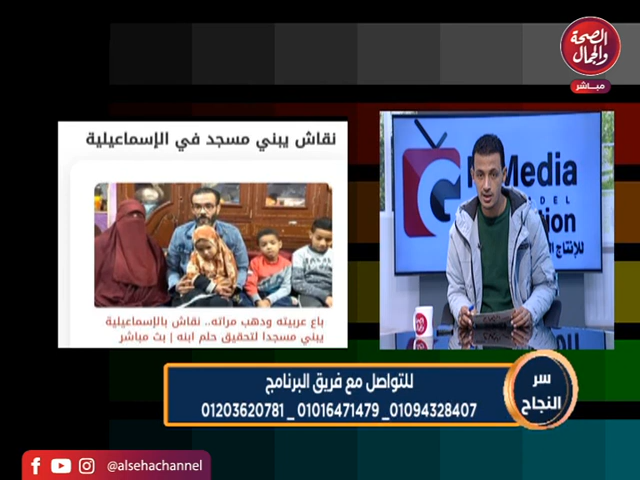 الصحة
والجمال
مباشر
نقاش يبني مسجد في الإسماعيلية
باع عربيته ودهب مراته.. نقاش بالإسماعيلية
يبني مسجدا لتحقيق حلم ابنه | بث مباشر
Media
للتواصل مع فريق البرنامج
01203620781 _ 01016471479 _ 01094328407
سر
النجاح
@alsehachannel